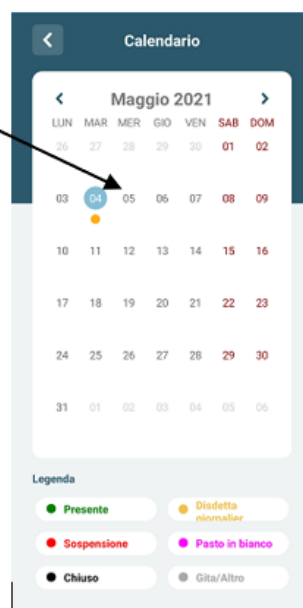 Calendario
Maggio 2021
LUN MAR MER GIO VEN SAB DOM
26 27 28 29 30 01 02
03 04 05 06 07 08 09
10 11 12 13 14 15 16
17 18 19 20 21 22 23
24 25 26 27 28 29 30
31 01 02 03 04 05 06
Legenda
Presente
Disdetta
giornalier
Sospensione
Pasto in bianco
Chiuso
Gita/Altro